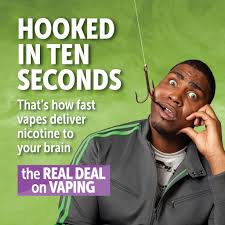 HOOKED
IN TEN
SECONDS
That's how fast
vapes deliver
nicotine to
your brain
the REAL DEAL
on VAPING